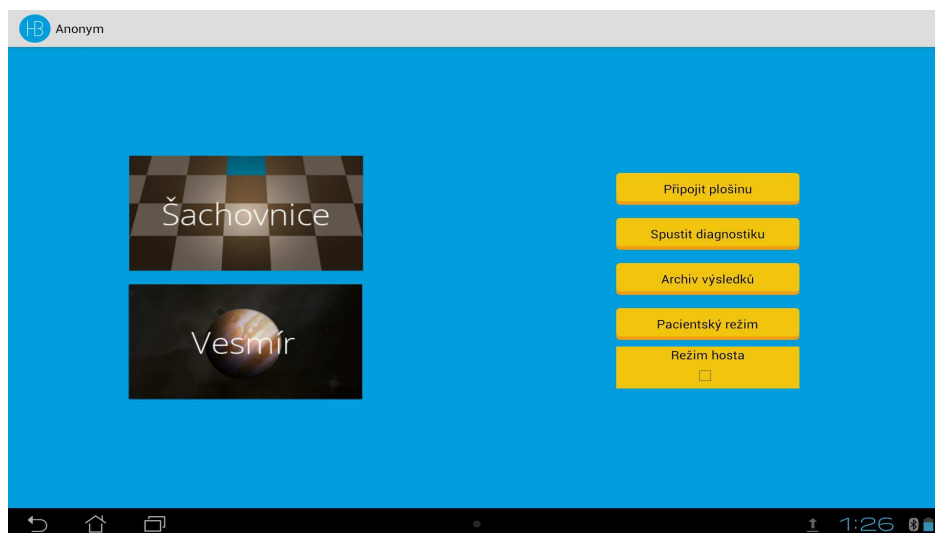 HB Anonym
Šachovnice
Vesmír
Připojit plošinu
Spustit diagnostiku
Archiv výsledků
Pacientský režim
Režim hosta
1:26